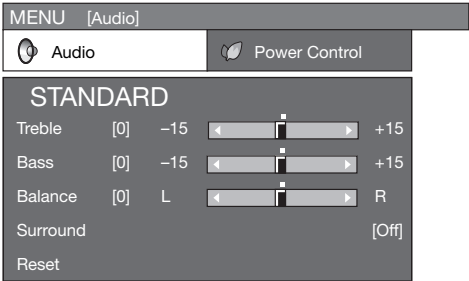 MENU [Audio]
Audio Power Control
STANDARD
Treble [0] –15 +15
Bass [0] –15 +15
Balance [0] L R
Surround [Off]
Reset